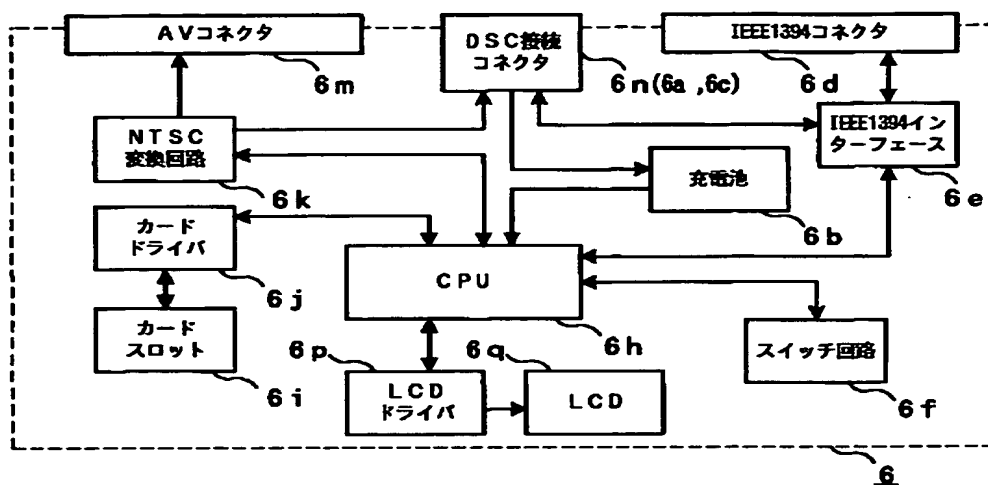 AVコネクタ
6m
DSC接続
コネクタ
6n(6a ,6c)
IEEE1394コネクタ
6d
NTSC
変換回路
6k
IEEE1394イン
ターフェース
6e
充電池
6b
カード
ドライバ
6j
CPU
6h
カード
スロット
6i
スイッチ回路
6f
6p
LCD
ドライバ
6q
LCD
6